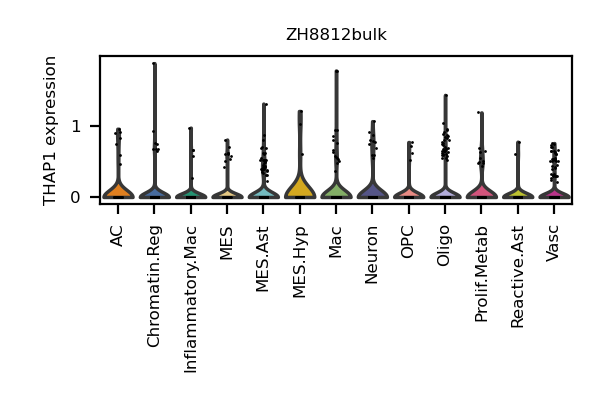 ZH8812bulk
THAP1 expression
1
0
AC
Chromatin.Reg
Inflammatory.Mac
MES
MES.Ast
MES.Hyp
Mac
Neuron
OPC
Oligo
Prolif.Metab
Reactive.Ast
Vasc